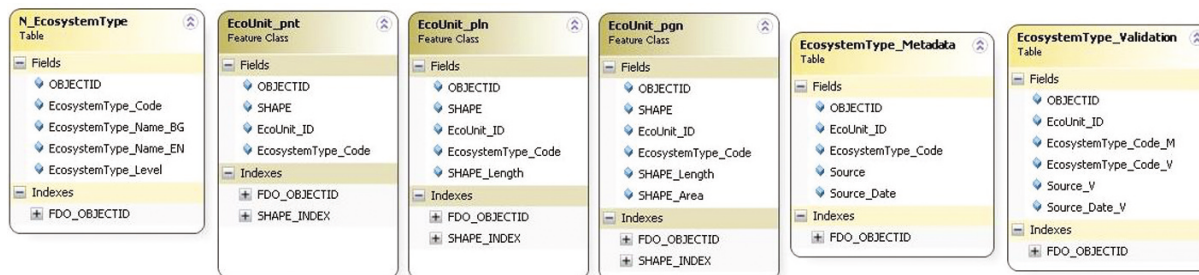 N_EcosystemType
Table
Fields
OBJECTID
EcosystemType_Code
EcosystemType_Name_BG
EcosystemType_Name_EN
EcosystemType_Level
Indexes
FDO_OBJECTID
EcoUnit_pnt
Feature Class
Fields
OBJECTID
SHAPE
EcoUnit_ID
EcosystemType_Code
Indexes
FDO_OBJECTID
SHAPE_INDEX
EcoUnit_pln
Feature Class
Fields
OBJECTID
SHAPE
EcoUnit_ID
EcosystemType_Code
SHAPE_Length
Indexes
FDO_OBJECTID
SHAPE_INDEX
EcoUnit_pgn
Feature Class
Fields
OBJECTID
SHAPE
EcoUnit_ID
EcosystemType_Code
SHAPE_Length
SHAPE_Area
Indexes
FDO_OBJECTID
SHAPE_INDEX
EcosystemType_Metadata
Table
Fields
OBJECTID
EcoUnit_ID
EcosystemType_Code
Source
Source_Date
Indexes
FDO_OBJECTID
EcosystemType_Validation
Table
Fields
OBJECTID
EcoUnit_ID
EcosystemType_Code_M
EcosystemType_Code_V
Source_V
Source_Date_V
Indexes
FDO_OBJECTID